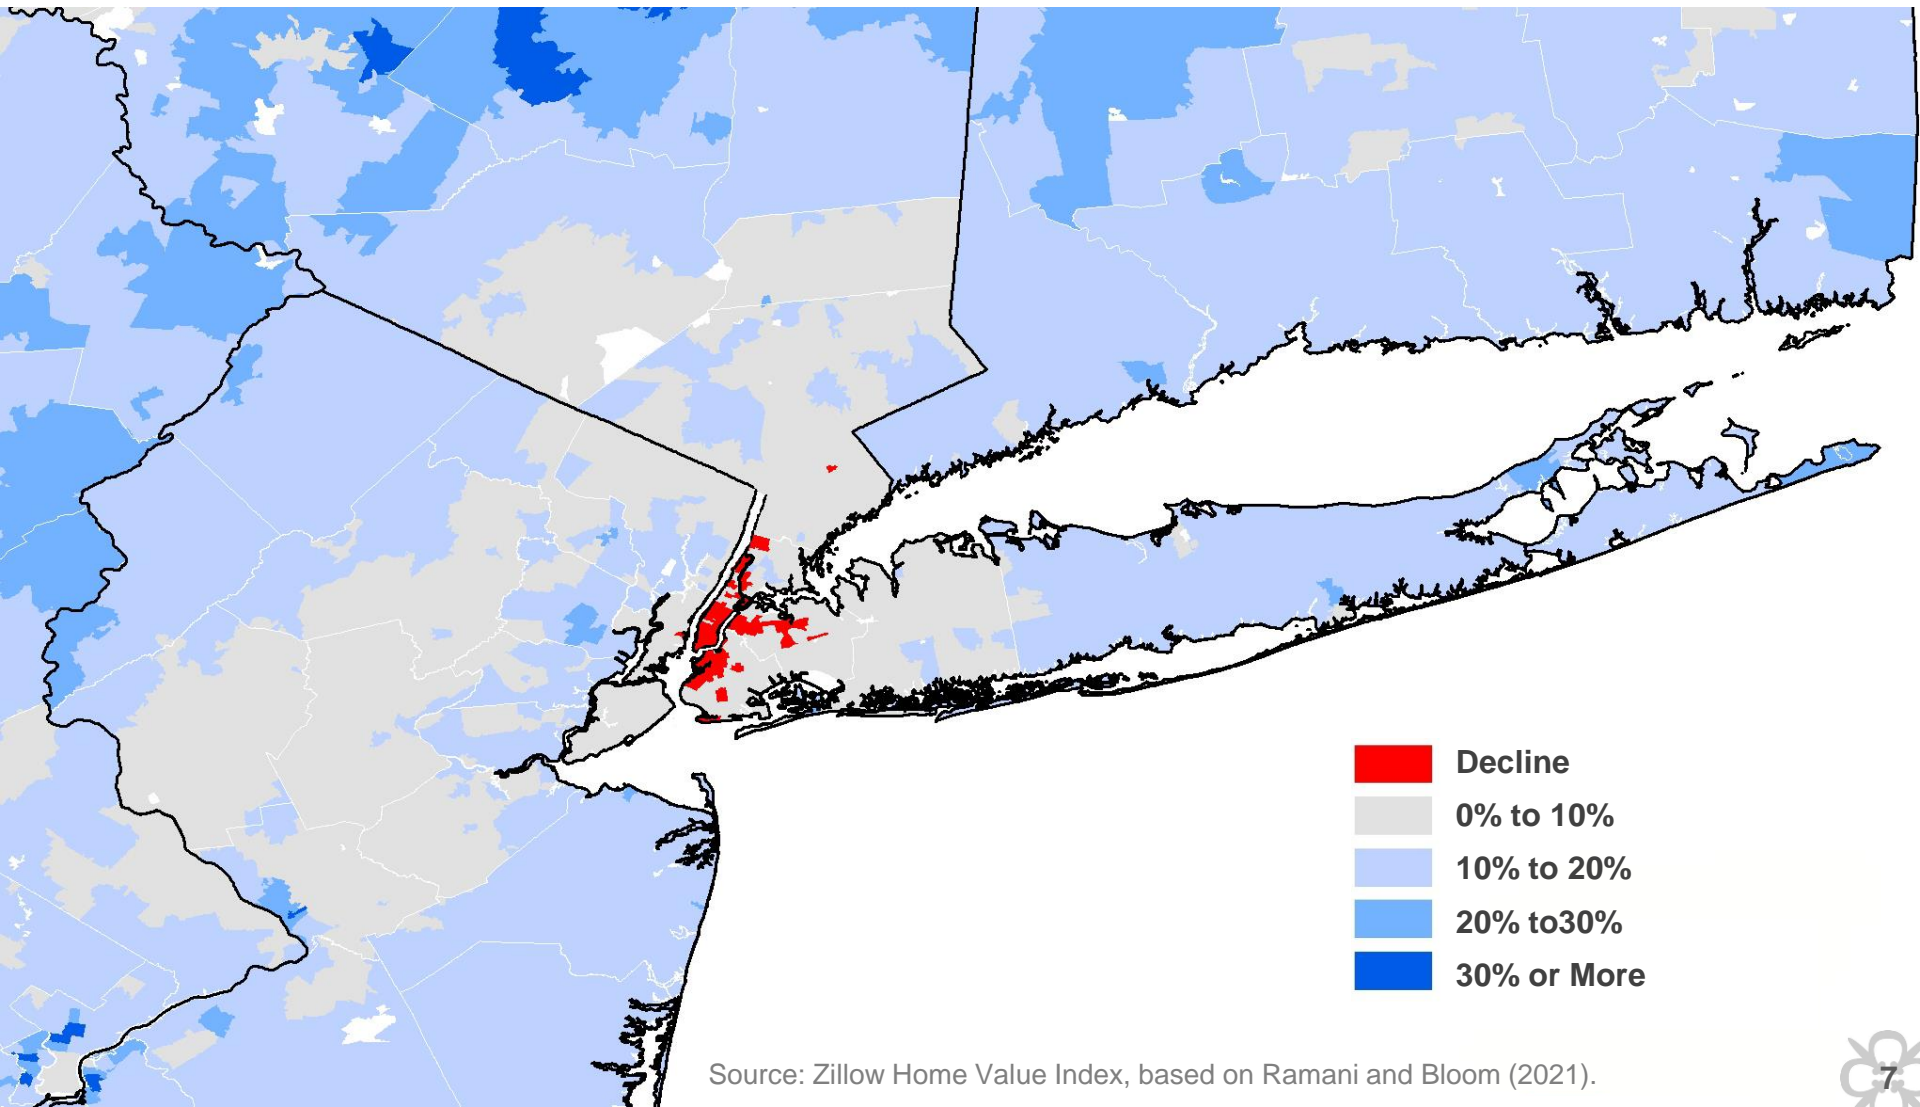 Decline
0% to 10%
10% to 20%
20% to30%
30% or More
Source: Zillow Home Value Index, based on Ramani and Bloom (2021).
7